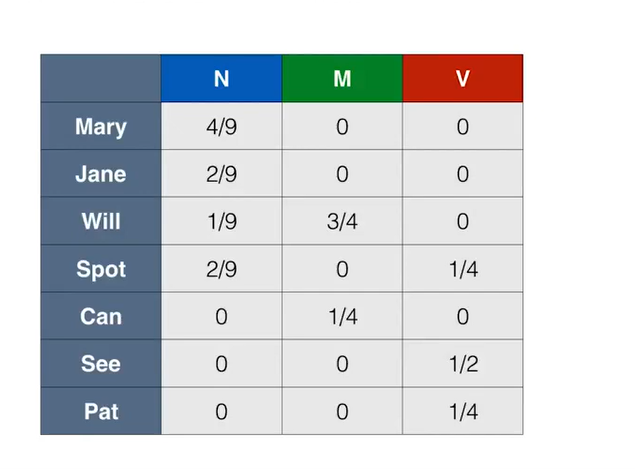 N M V
Mary 4/9 0 0
Jane 2/9 0 0
Will 1/9 3/4 0
Spot 2/9 0 1/4
Can 0 1/4 0
See 0 0 1/2
Pat 0 0 1/4